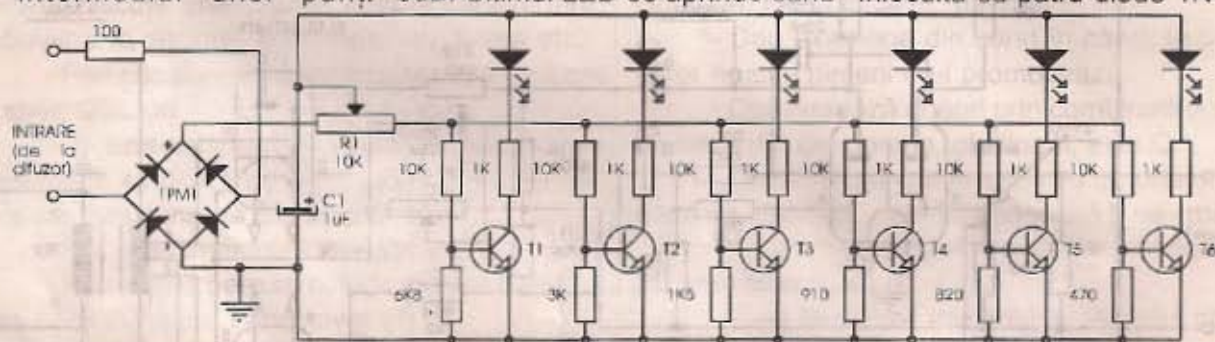 100
INTRARE
(de la
difuzor)
1PM1
+
R1
10K
+
C1
1uF
10K 1K 10K 1K 10K 1K 10K 1K 10K 1K 10K 1K
T1 T2 T3 T4 T5 T6
6K8 3K 1K5 910 820 470